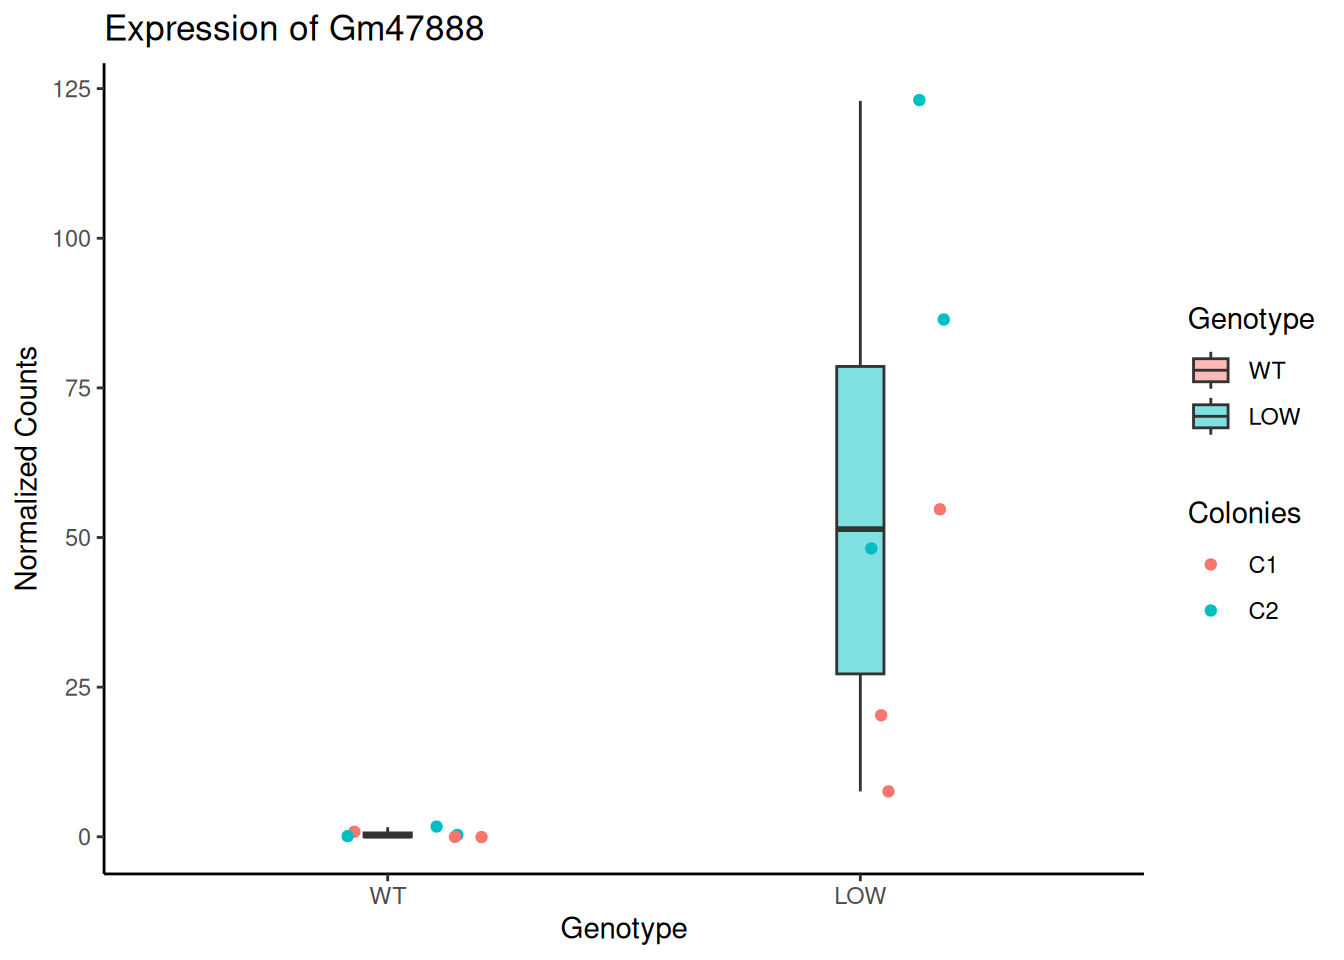 Expression of Gm47888
125
100
75
50
25
0
Normalized Counts
WT
LOW
Genotype
Genotype
WT
LOW
Colonies
C1
C2